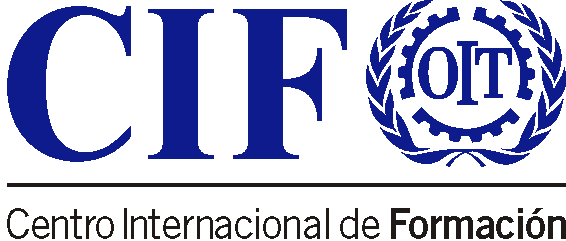 CIF OIT
Centro Internacional de Formación